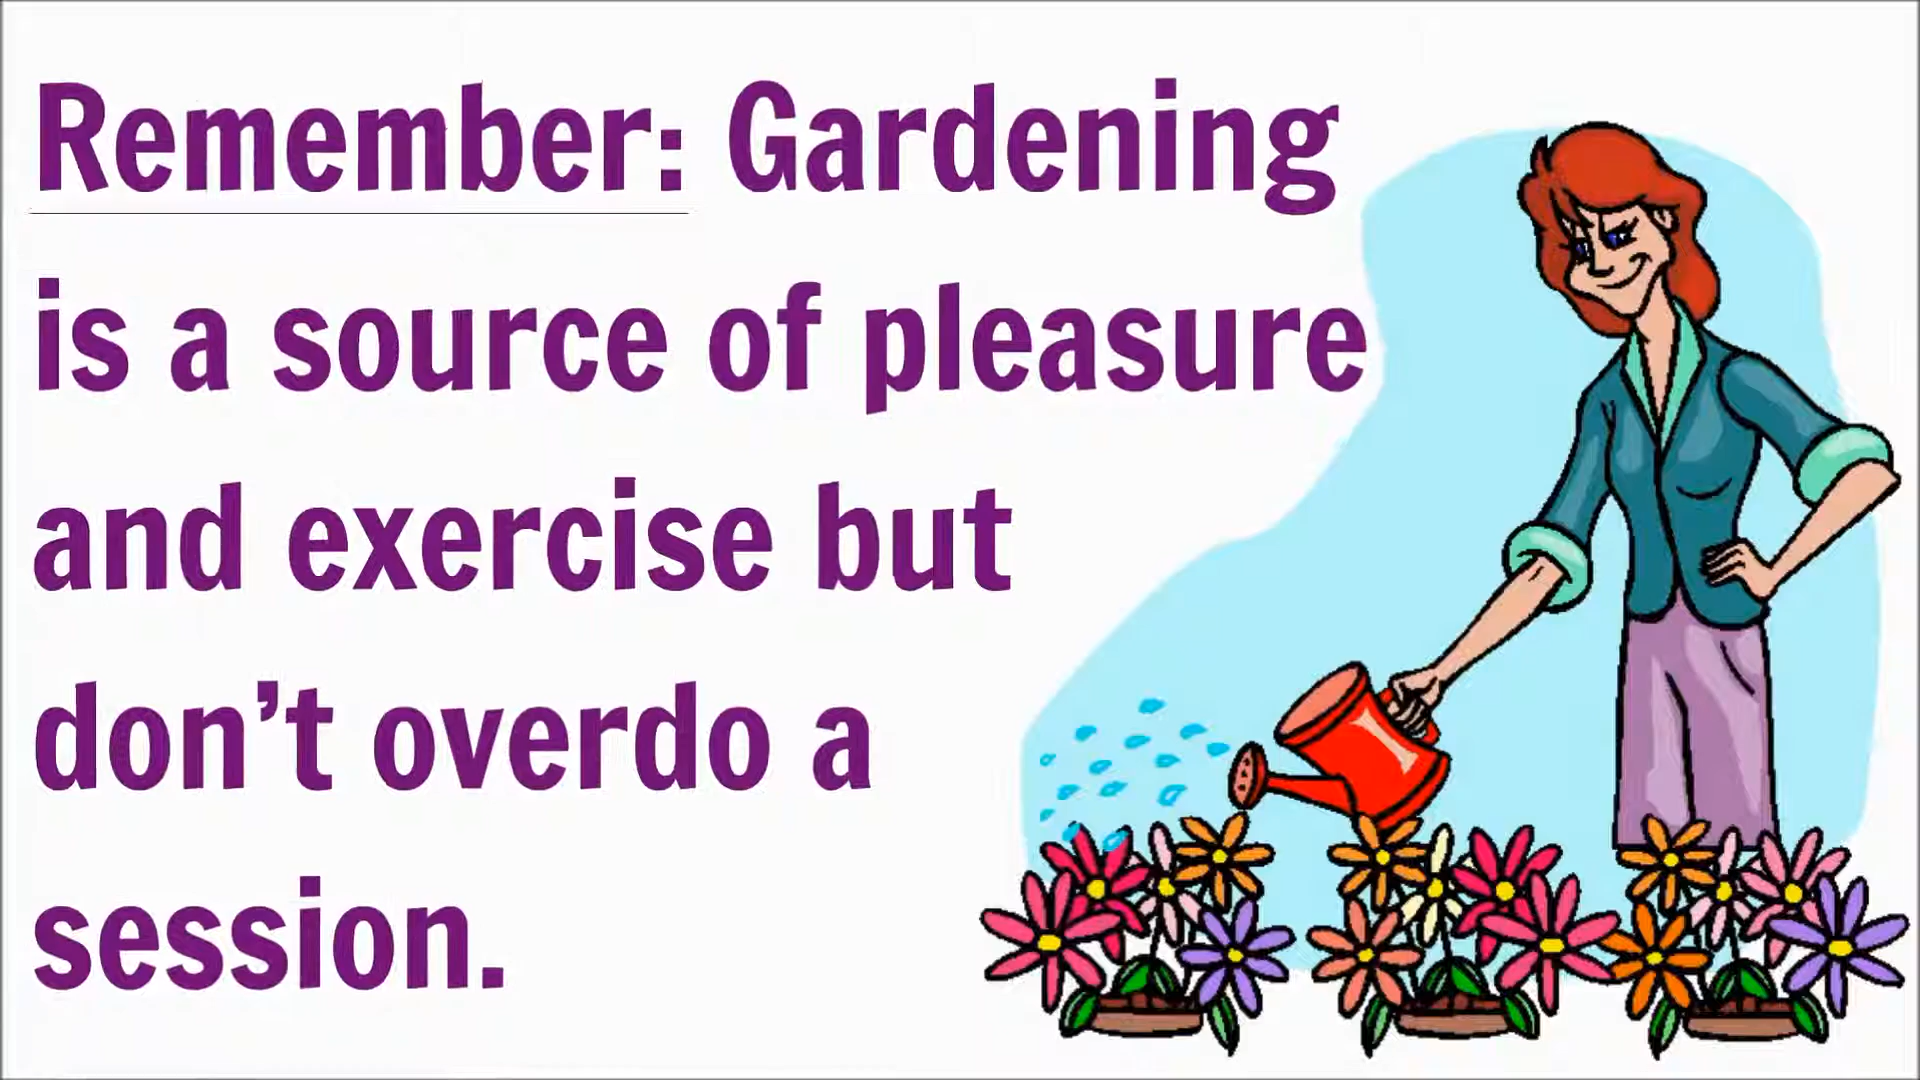 Remember: Gardening
is a source of pleasure
and exercise but
don’t overdo a
session.